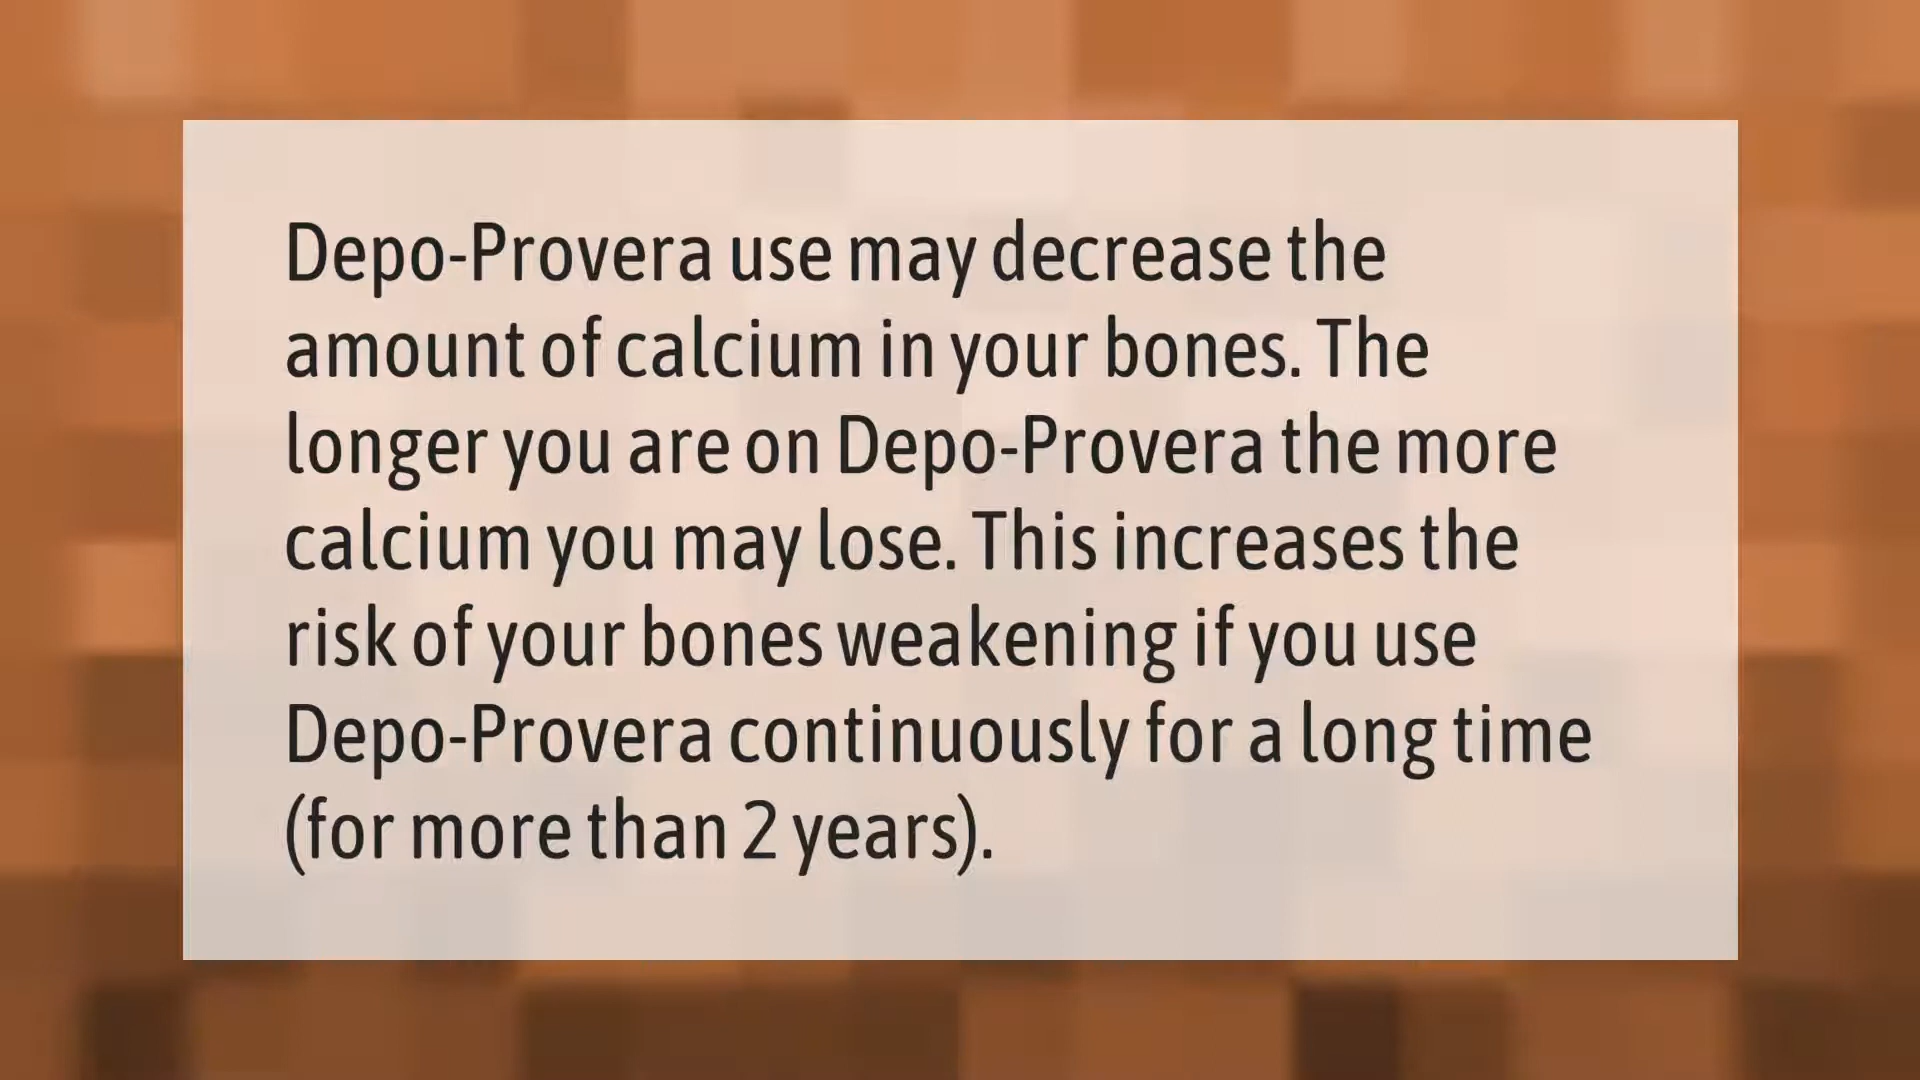 Depo-Provera use may decrease the
amount of calcium in your bones. The
longer you are on Depo-Provera the more
calcium you may lose. This increases the
risk of your bones weakening if you use
Depo-Provera continuously for a long time
(for more than 2 years).